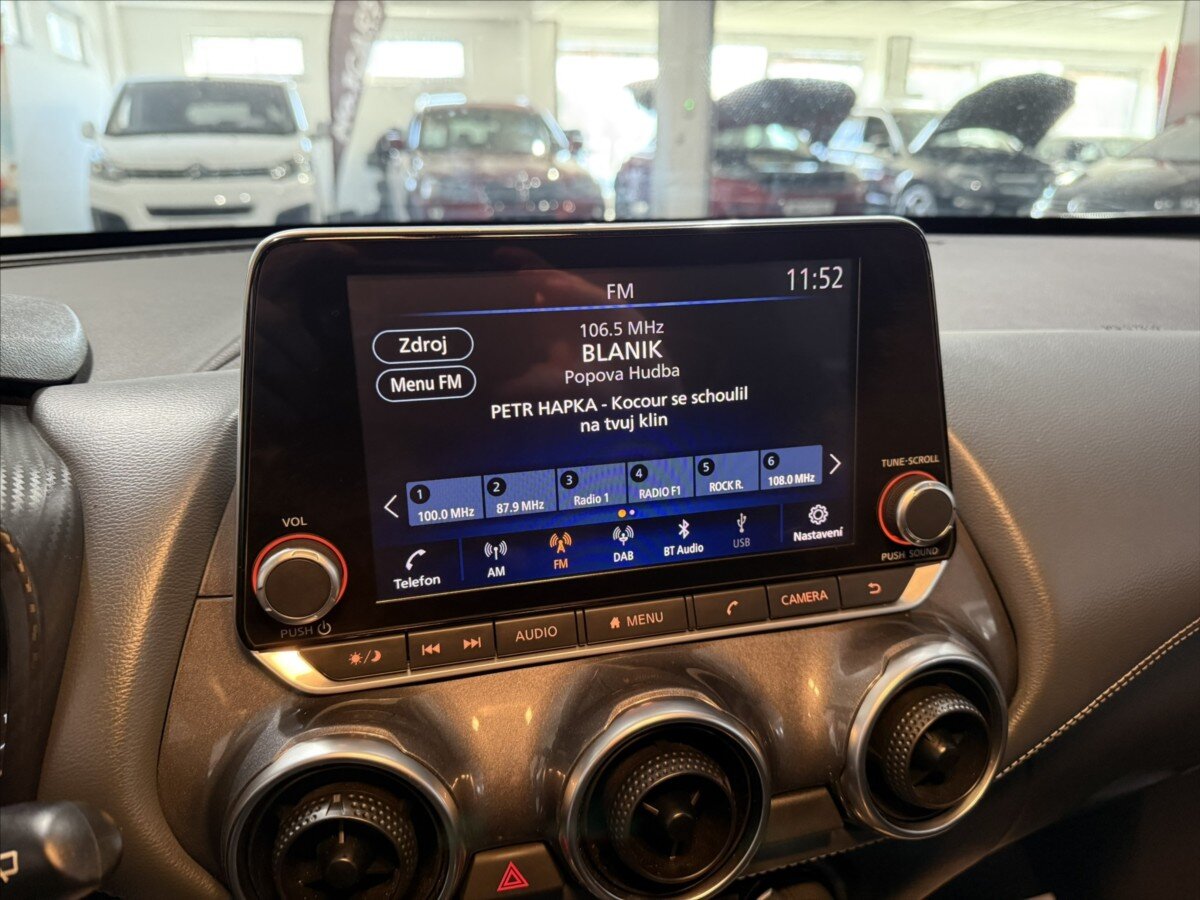 FM
11:52
Zdroj
Menu FM
106.5 MHz
BLANIK
Popova Hudba
PETR HAPKA - Kocour se schoulil
na tvuj klin
1
100.0 MHz
2
87.9 MHz
3
Radio 1
4
RADIO F1
5
ROCK R.
6
108.0 MHz
Telefon
AM
FM
DAB
BT Audio
USB
Nastavení
VOL
PUSH
TUNE·SCROLL
PUSH SOUND
AUDIO
MENU
CAMERA